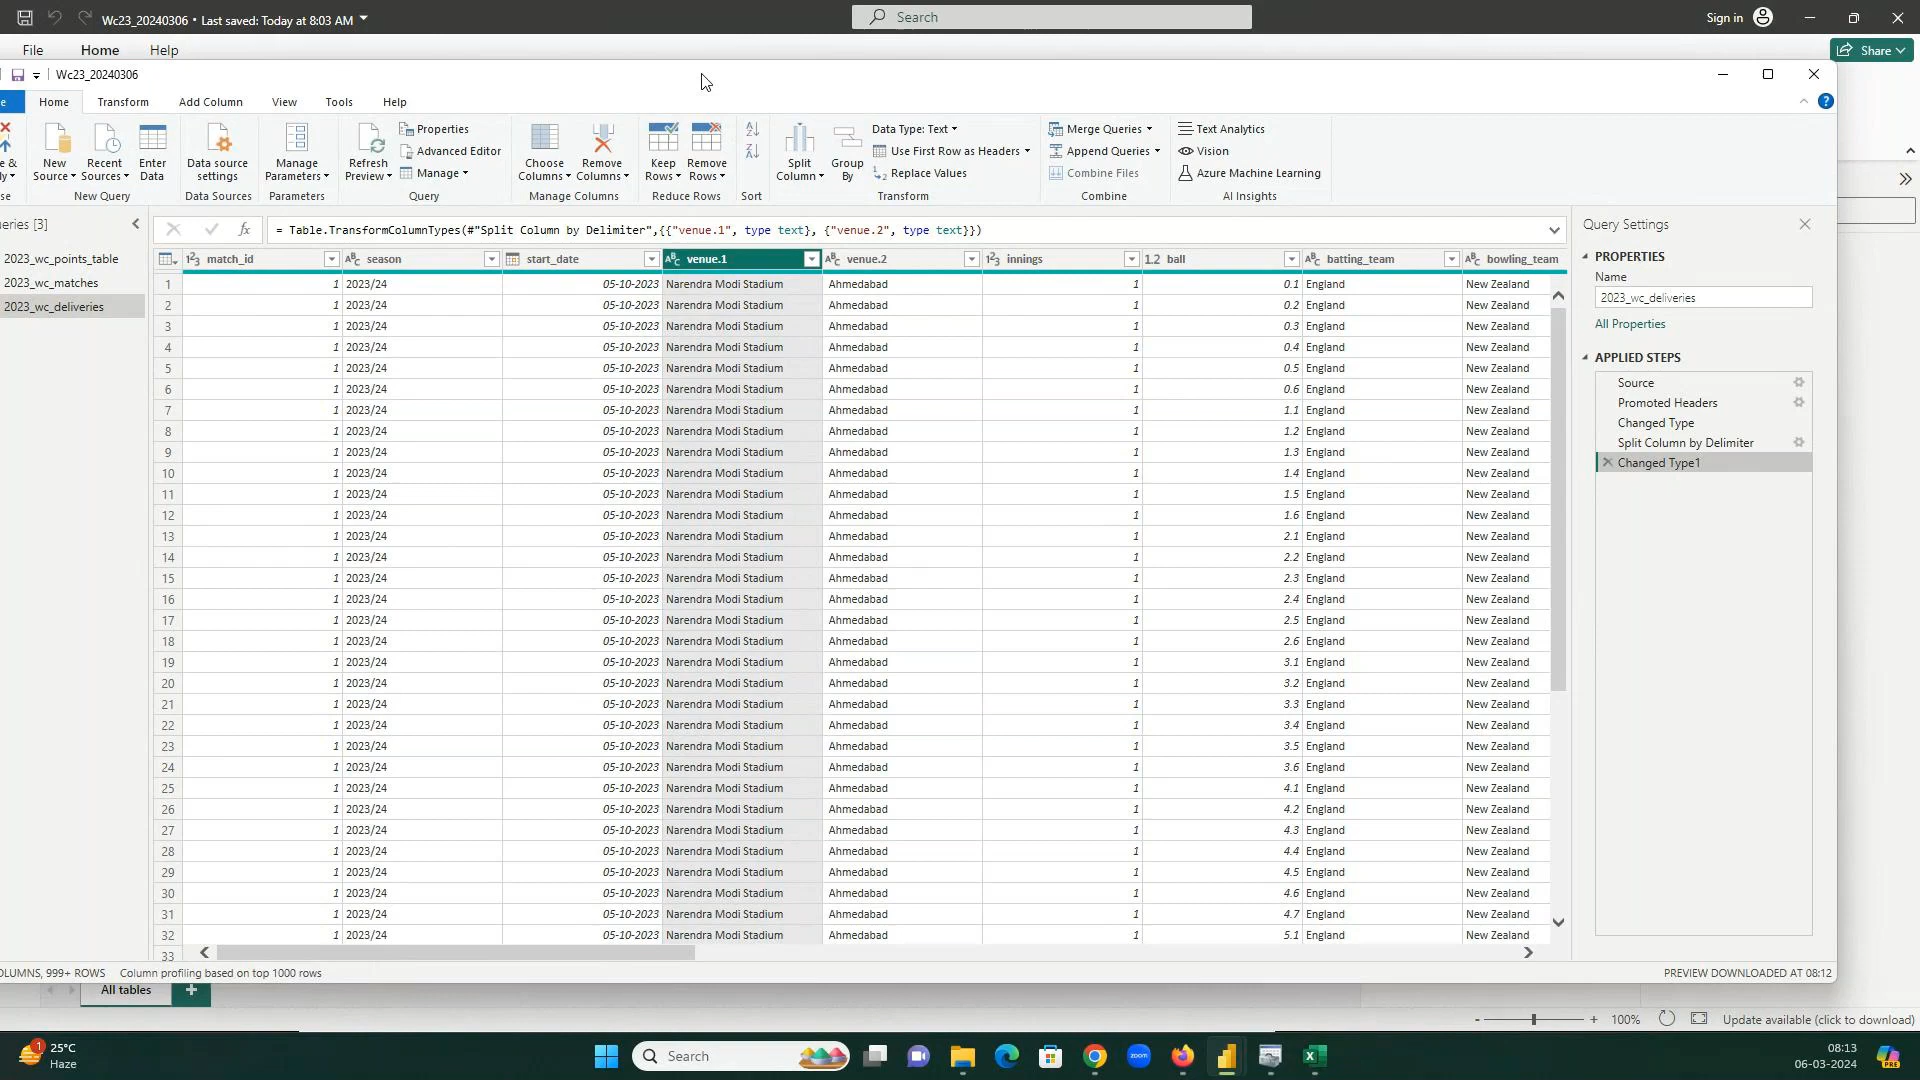 Wc23_20240306 • Last saved: Today at 8:03 AM
Search
Sign in
File Home Help
Share
Wc23_20240306
Home Transform Add Column View Tools Help
New Source
Recent Sources
Enter Data
New Query
Data source settings
Data Sources
Manage Parameters
Parameters
Refresh Preview
Properties
Advanced Editor
Manage
Query
Choose Columns
Remove Columns
Manage Columns
Keep Rows
Remove Rows
Reduce Rows
Sort
Split Column
Group By
Data Type: Text
Use First Row as Headers
Replace Values
Transform
Merge Queries
Append Queries
Combine Files
Combine
Text Analytics
Vision
Azure Machine Learning
AI Insights
eries [3]
2023_wc_points_table
2023_wc_matches
2023_wc_deliveries
= Table.TransformColumnTypes(#"Split Column by Delimiter",{{"venue.1", type text}, {"venue.2", type text}})
match_id season start_date venue.1 venue.2 innings 1.2 ball batting_team bowling_team
1 1 2023/24 05-10-2023 Narendra Modi Stadium Ahmedabad 1 0.1 England New Zealand
2 1 2023/24 05-10-2023 Narendra Modi Stadium Ahmedabad 1 0.2 England New Zealand
3 1 2023/24 05-10-2023 Narendra Modi Stadium Ahmedabad 1 0.3 England New Zealand
4 1 2023/24 05-10-2023 Narendra Modi Stadium Ahmedabad 1 0.4 England New Zealand
5 1 2023/24 05-10-2023 Narendra Modi Stadium Ahmedabad 1 0.5 England New Zealand
6 1 2023/24 05-10-2023 Narendra Modi Stadium Ahmedabad 1 0.6 England New Zealand
7 1 2023/24 05-10-2023 Narendra Modi Stadium Ahmedabad 1 1.1 England New Zealand
8 1 2023/24 05-10-2023 Narendra Modi Stadium Ahmedabad 1 1.2 England New Zealand
9 1 2023/24 05-10-2023 Narendra Modi Stadium Ahmedabad 1 1.3 England New Zealand
10 1 2023/24 05-10-2023 Narendra Modi Stadium Ahmedabad 1 1.4 England New Zealand
11 1 2023/24 05-10-2023 Narendra Modi Stadium Ahmedabad 1 1.5 England New Zealand
12 1 2023/24 05-10-2023 Narendra Modi Stadium Ahmedabad 1 1.6 England New Zealand
13 1 2023/24 05-10-2023 Narendra Modi Stadium Ahmedabad 1 2.1 England New Zealand
14 1 2023/24 05-10-2023 Narendra Modi Stadium Ahmedabad 1 2.2 England New Zealand
15 1 2023/24 05-10-2023 Narendra Modi Stadium Ahmedabad 1 2.3 England New Zealand
16 1 2023/24 05-10-2023 Narendra Modi Stadium Ahmedabad 1 2.4 England New Zealand
17 1 2023/24 05-10-2023 Narendra Modi Stadium Ahmedabad 1 2.5 England New Zealand
18 1 2023/24 05-10-2023 Narendra Modi Stadium Ahmedabad 1 2.6 England New Zealand
19 1 2023/24 05-10-2023 Narendra Modi Stadium Ahmedabad 1 3.1 England New Zealand
20 1 2023/24 05-10-2023 Narendra Modi Stadium Ahmedabad 1 3.2 England New Zealand
21 1 2023/24 05-10-2023 Narendra Modi Stadium Ahmedabad 1 3.3 England New Zealand
22 1 2023/24 05-10-2023 Narendra Modi Stadium Ahmedabad 1 3.4 England New Zealand
23 1 2023/24 05-10-2023 Narendra Modi Stadium Ahmedabad 1 3.5 England New Zealand
24 1 2023/24 05-10-2023 Narendra Modi Stadium Ahmedabad 1 3.6 England New Zealand
25 1 2023/24 05-10-2023 Narendra Modi Stadium Ahmedabad 1 4.1 England New Zealand
26 1 2023/24 05-10-2023 Narendra Modi Stadium Ahmedabad 1 4.2 England New Zealand
27 1 2023/24 05-10-2023 Narendra Modi Stadium Ahmedabad 1 4.3 England New Zealand
28 1 2023/24 05-10-2023 Narendra Modi Stadium Ahmedabad 1 4.4 England New Zealand
29 1 2023/24 05-10-2023 Narendra Modi Stadium Ahmedabad 1 4.5 England New Zealand
30 1 2023/24 05-10-2023 Narendra Modi Stadium Ahmedabad 1 4.6 England New Zealand
31 1 2023/24 05-10-2023 Narendra Modi Stadium Ahmedabad 1 4.7 England New Zealand
32 1 2023/24 05-10-2023 Narendra Modi Stadium Ahmedabad 1 5.1 England New Zealand
33
Query Settings
PROPERTIES
Name
2023_wc_deliveries
All Properties
APPLIED STEPS
Source
Promoted Headers
Changed Type
Split Column by Delimiter
Changed Type1
OLUMNS, 999+ ROWS Column profiling based on top 1000 rows
PREVIEW DOWNLOADED AT 08:12
All tables
100%
Update available (click to download)
1
25°C
Haze
Search
zoom
08:13
06-03-2024
PRE